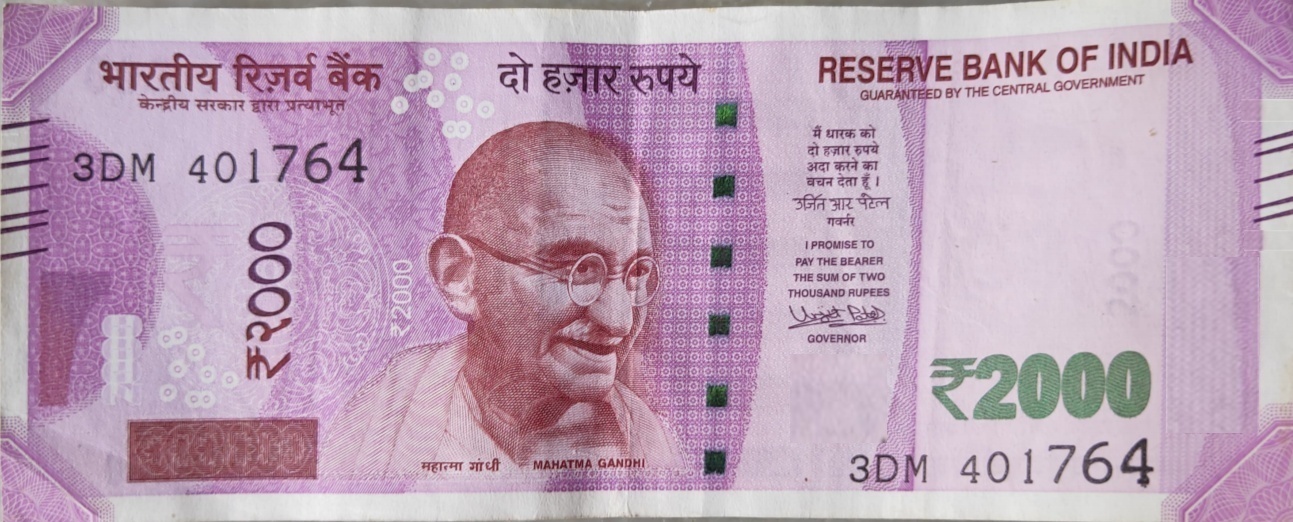 भारतीय रिज़र्व बैंक
केन्द्रीय सरकार द्वारा प्रत्याभूत
दो हज़ार रुपये
RESERVE BANK OF INDIA
GUARANTEED BY THE CENTRAL GOVERNMENT
3DM 401764
₹२०००
₹2000
मैं धारक को
दो हज़ार रुपये
अदा करने का
वचन देता हूँ ।
उर्जित आर पटेल
गवर्नर
I PROMISE TO
PAY THE BEARER
THE SUM OF TWO
THOUSAND RUPEES
Urjit Patel
GOVERNOR
2000
₹2000
महात्मा गांधी
MAHATMA GANDHI
3DM 401764